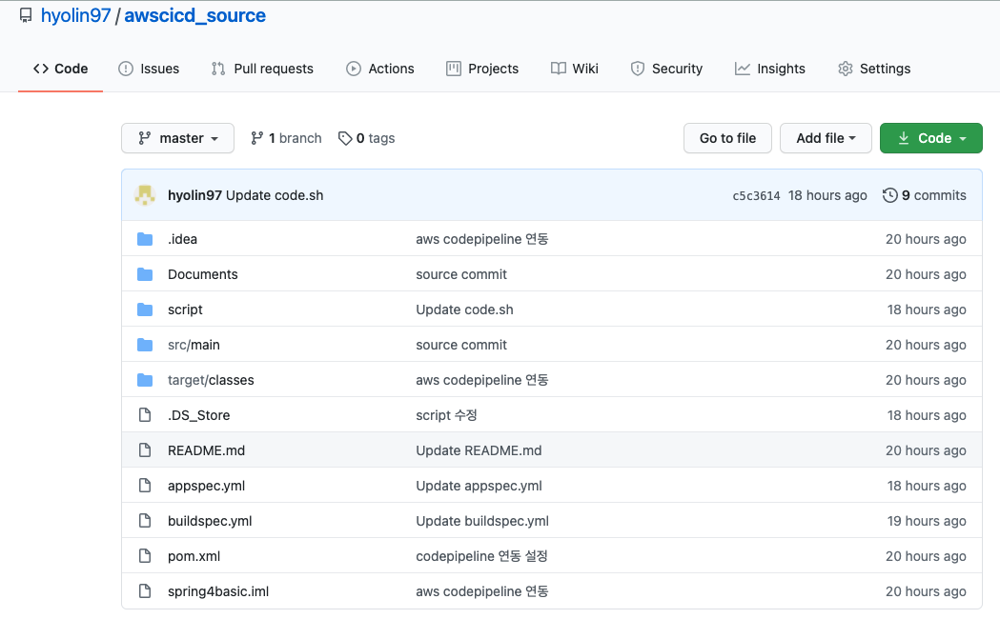 hyolin97 / awscicd_source
Code Issues Pull requests Actions Projects Wiki Security Insights Settings
master 1 branch 0 tags Go to file Add file Code
hyolin97 Update code.sh c5c3614 18 hours ago 9 commits
.idea aws codepipeline 연동 20 hours ago
Documents source commit 20 hours ago
script Update code.sh 18 hours ago
src/main source commit 20 hours ago
target/classes aws codepipeline 연동 20 hours ago
.DS_Store script 수정 18 hours ago
README.md Update README.md 20 hours ago
appspec.yml Update appspec.yml 18 hours ago
buildspec.yml Update buildspec.yml 19 hours ago
pom.xml codepipeline 연동 설정 20 hours ago
spring4basic.iml aws codepipeline 연동 20 hours ago